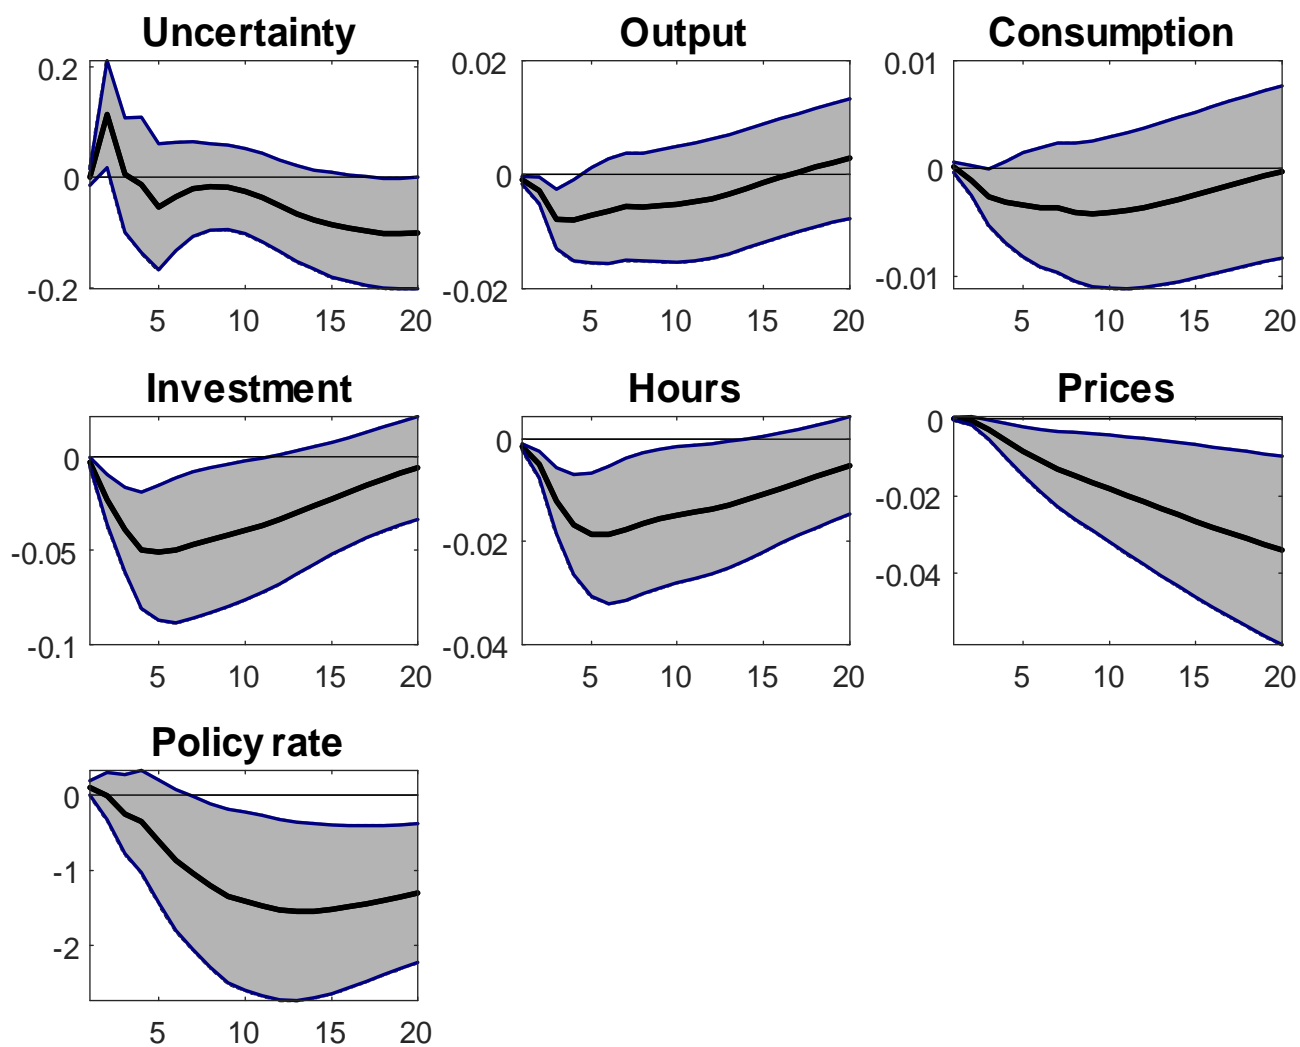 Uncertainty Output Consumption
0.2 0.02 0.01
0 0 0
-0.2 -0.02 -0.01
5 10 15 20 5 10 15 20 5 10 15 20
Investment Hours Prices
0 0 0
-0.05 -0.02 -0.02
-0.1 -0.04 -0.04
5 10 15 20 5 10 15 20 5 10 15 20
Policy rate
0
-1
-2
5 10 15 20